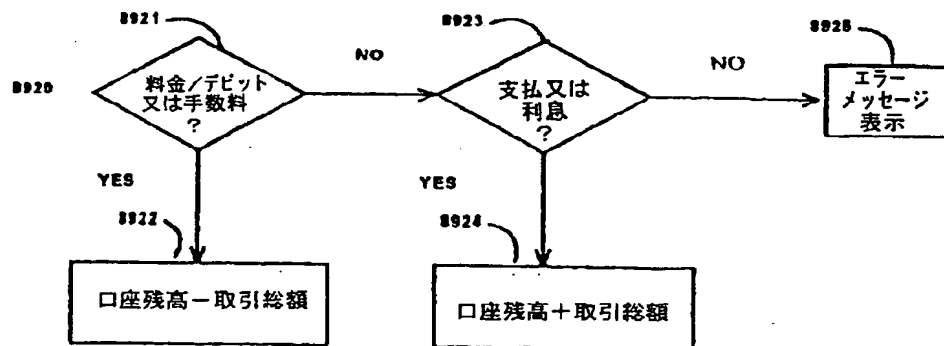 8921
8923
8925
8920
料金/デビット
又は手数料
?
NO
支払又は
利息
?
NO
エラー
メッセージ
表示
YES
YES
8922
8924
口座残高−取引総額
口座残高+取引総額